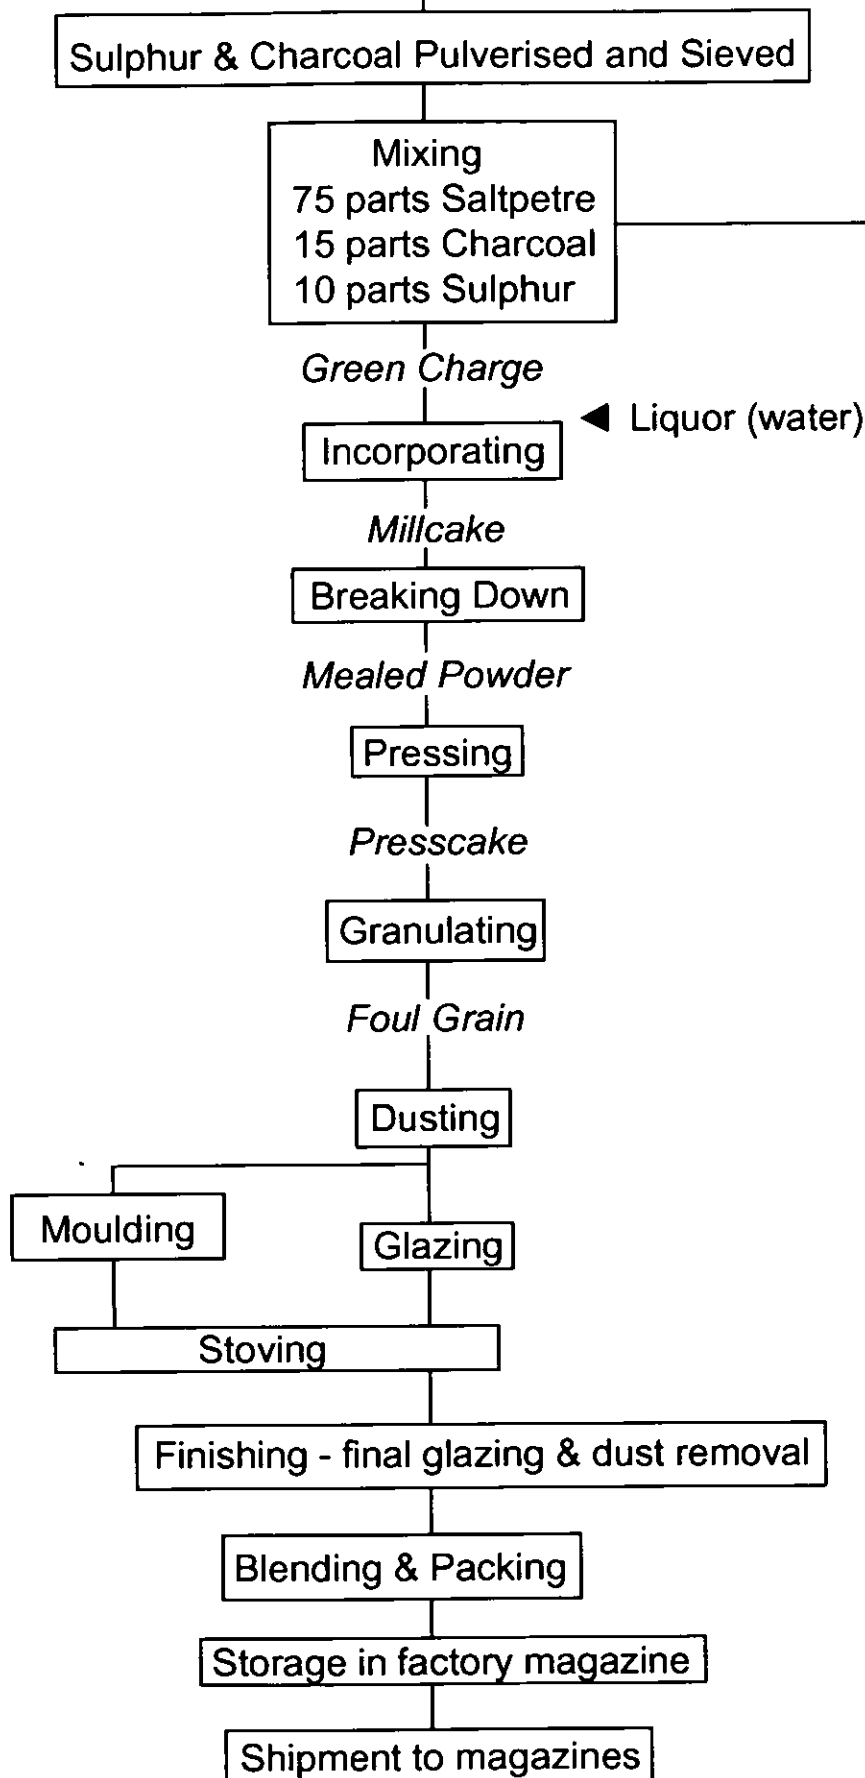 Sulphur & Charcoal Pulverised and Sieved
Mixing
75 parts Saltpetre
15 parts Charcoal
10 parts Sulphur
Green Charge
Liquor (water)
Incorporating
Millcake
Breaking Down
Mealed Powder
Pressing
Presscake
Granulating
Foul Grain
Dusting
Moulding
Glazing
Stoving
Finishing - final glazing & dust removal
Blending & Packing
Storage in factory magazine
Shipment to magazines